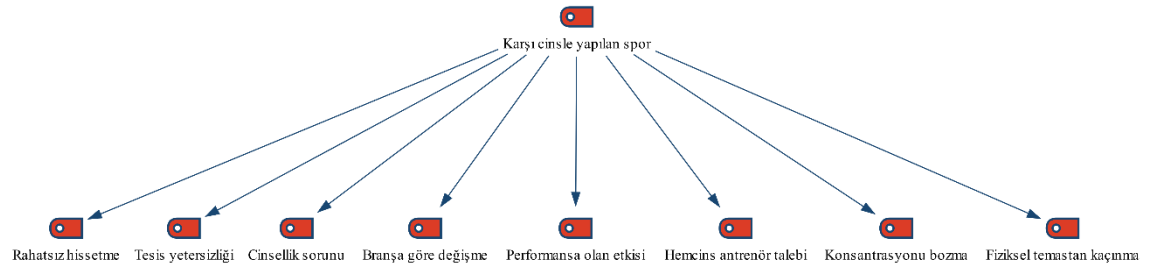 Karşı cinsle yapılan spor
Rahatsız hissetme
Tesis yetersizliği
Cinsellik sorunu
Branşa göre değişme
Performansa olan etkisi
Hemcins antrenör talebi
Konsantrasyonu bozma
Fiziksel temastan kaçınma